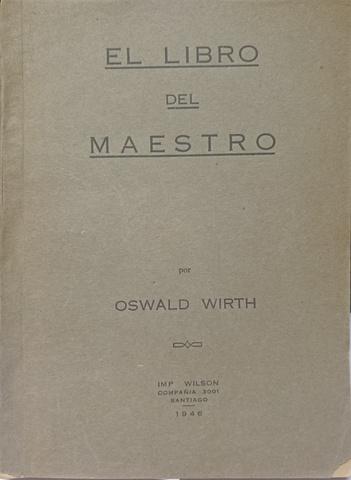 EL LIBRO
DEL
MAESTRO
por
OSWALD WIRTH
IMP WILSON
COMPAÑIA 3001
SANTIAGO
1946